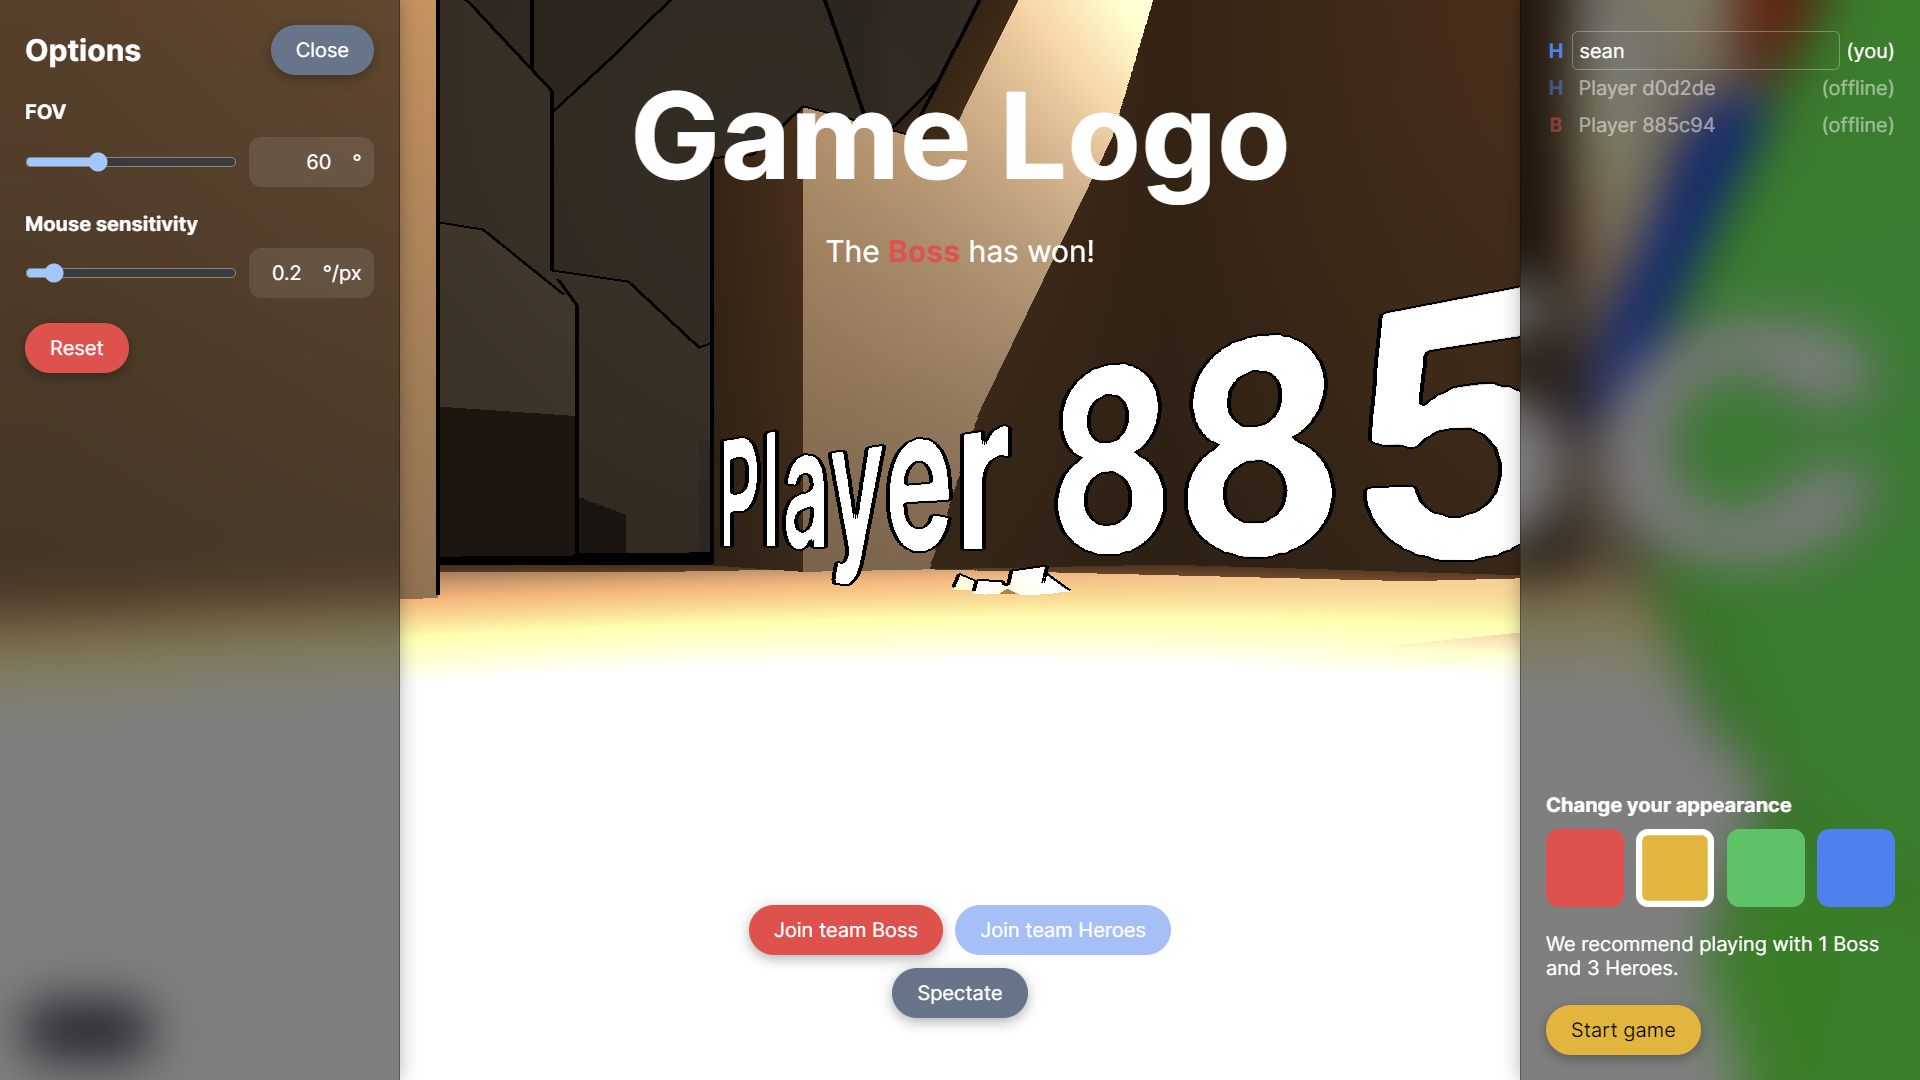 Options
Close
FOV
60 °
Mouse sensitivity
0.2 °/px
Reset
Game Logo
The Boss has won!
Player 885
Join team Boss
Join team Heroes
Spectate
H sean (you)
H Player d0d2de (offline)
B Player 885c94 (offline)
Change your appearance
We recommend playing with 1 Boss
and 3 Heroes.
Start game